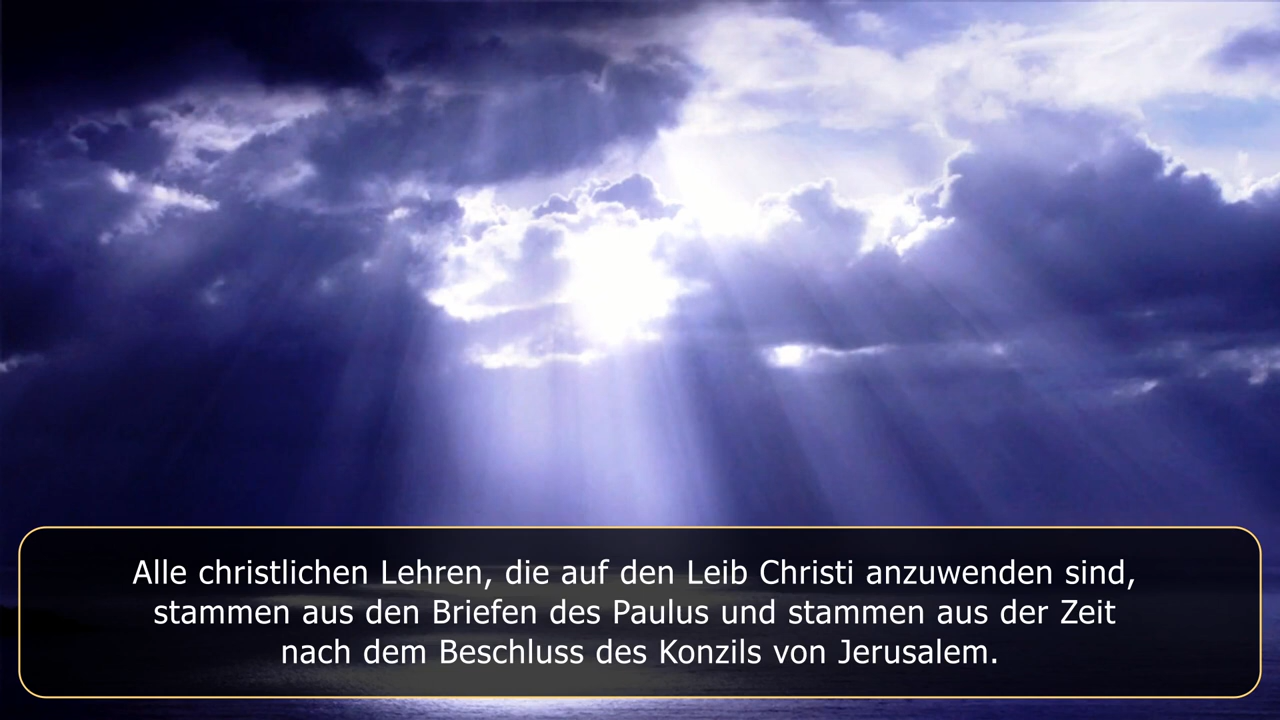 Alle christlichen Lehren, die auf den Leib Christi anzuwenden sind,
stammen aus den Briefen des Paulus und stammen aus der Zeit
nach dem Beschluss des Konzils von Jerusalem.